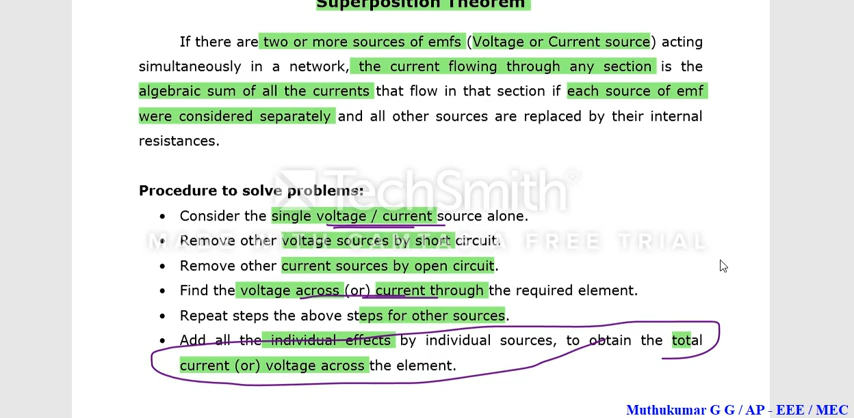 Superposition Theorem
If there are two or more sources of emfs (Voltage or Current source) acting
simultaneously in a network, the current flowing through any section is the
algebraic sum of all the currents that flow in that section if each source of emf
were considered separately and all other sources are replaced by their internal
resistances.
TechSmith
MADE WITH CAMTASIA FREE TRIAL
Procedure to solve problems:
• Consider the single voltage / current source alone.
• Remove other voltage sources by short circuit.
• Remove other current sources by open circuit.
• Find the voltage across (or) current through the required element.
• Repeat steps the above steps for other sources.
• Add all the individual effects by individual sources, to obtain the total
current (or) voltage across the element.
Muthukumar G G / AP - EEE / MEC